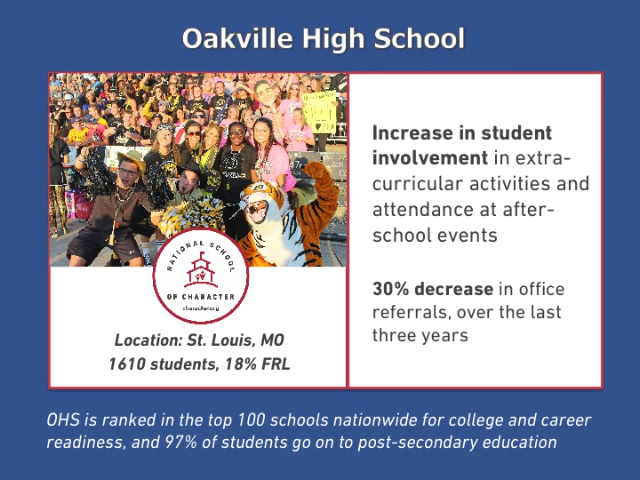 Oakville High School
NATIONAL SCHOOL
OF CHARACTER
character.org
Location: St. Louis, MO
1610 students, 18% FRL
Increase in student
involvement in extra-
curricular activities and
attendance at after-
school events
30% decrease in office
referrals, over the last
three years
OHS is ranked in the top 100 schools nationwide for college and career
readiness, and 97% of students go on to post-secondary education